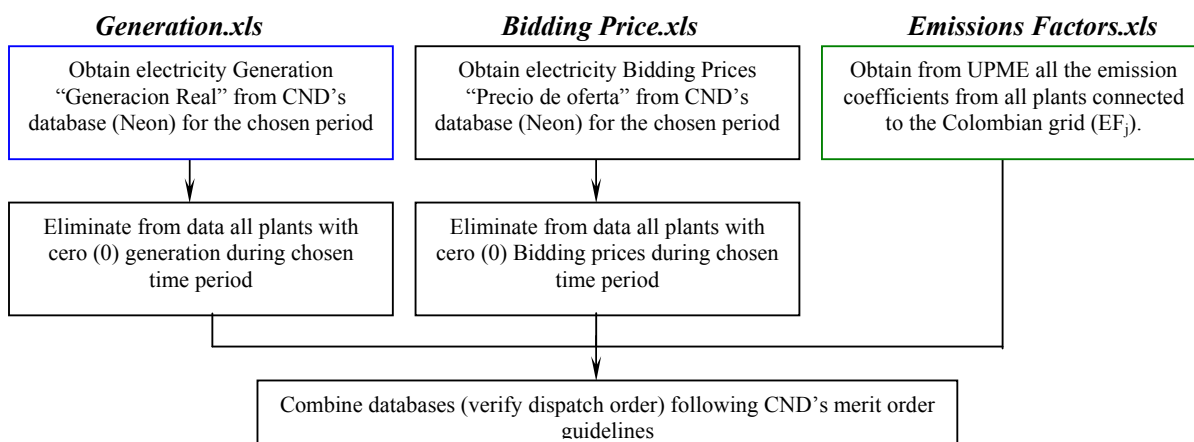 Generation.xls
Obtain electricity Generation
“Generacion Real” from CND’s
database (Neon) for the chosen period
Eliminate from data all plants with
cero (0) generation during chosen
time period
Bidding Price.xls
Obtain electricity Bidding Prices
“Precio de oferta” from CND’s
database (Neon) for the chosen period
Eliminate from data all plants with
cero (0) Bidding prices during chosen
time period
Emissions Factors.xls
Obtain from UPME all the emission
coefficients from all plants connected
to the Colombian grid (EFj).
Combine databases (verify dispatch order) following CND’s merit order
guidelines